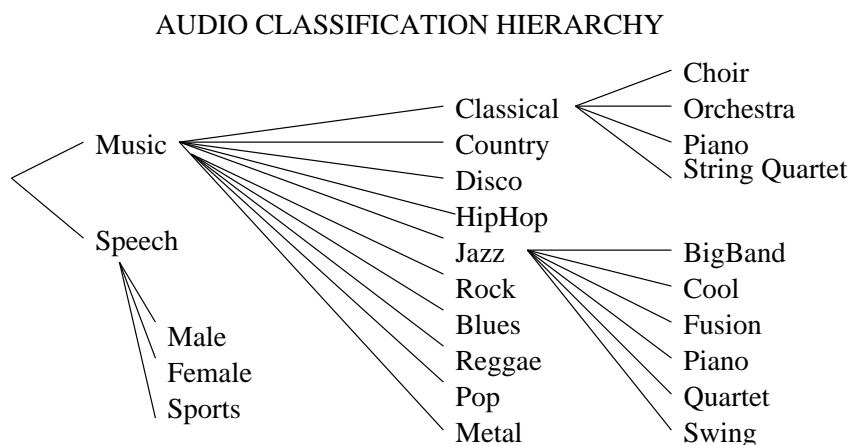 AUDIO CLASSIFICATION HIERARCHY
Music
Speech
Male
Female
Sports
Classical
Country
Disco
HipHop
Jazz
Rock
Blues
Reggae
Pop
Metal
Choir
Orchestra
Piano
String Quartet
BigBand
Cool
Fusion
Piano
Quartet
Swing